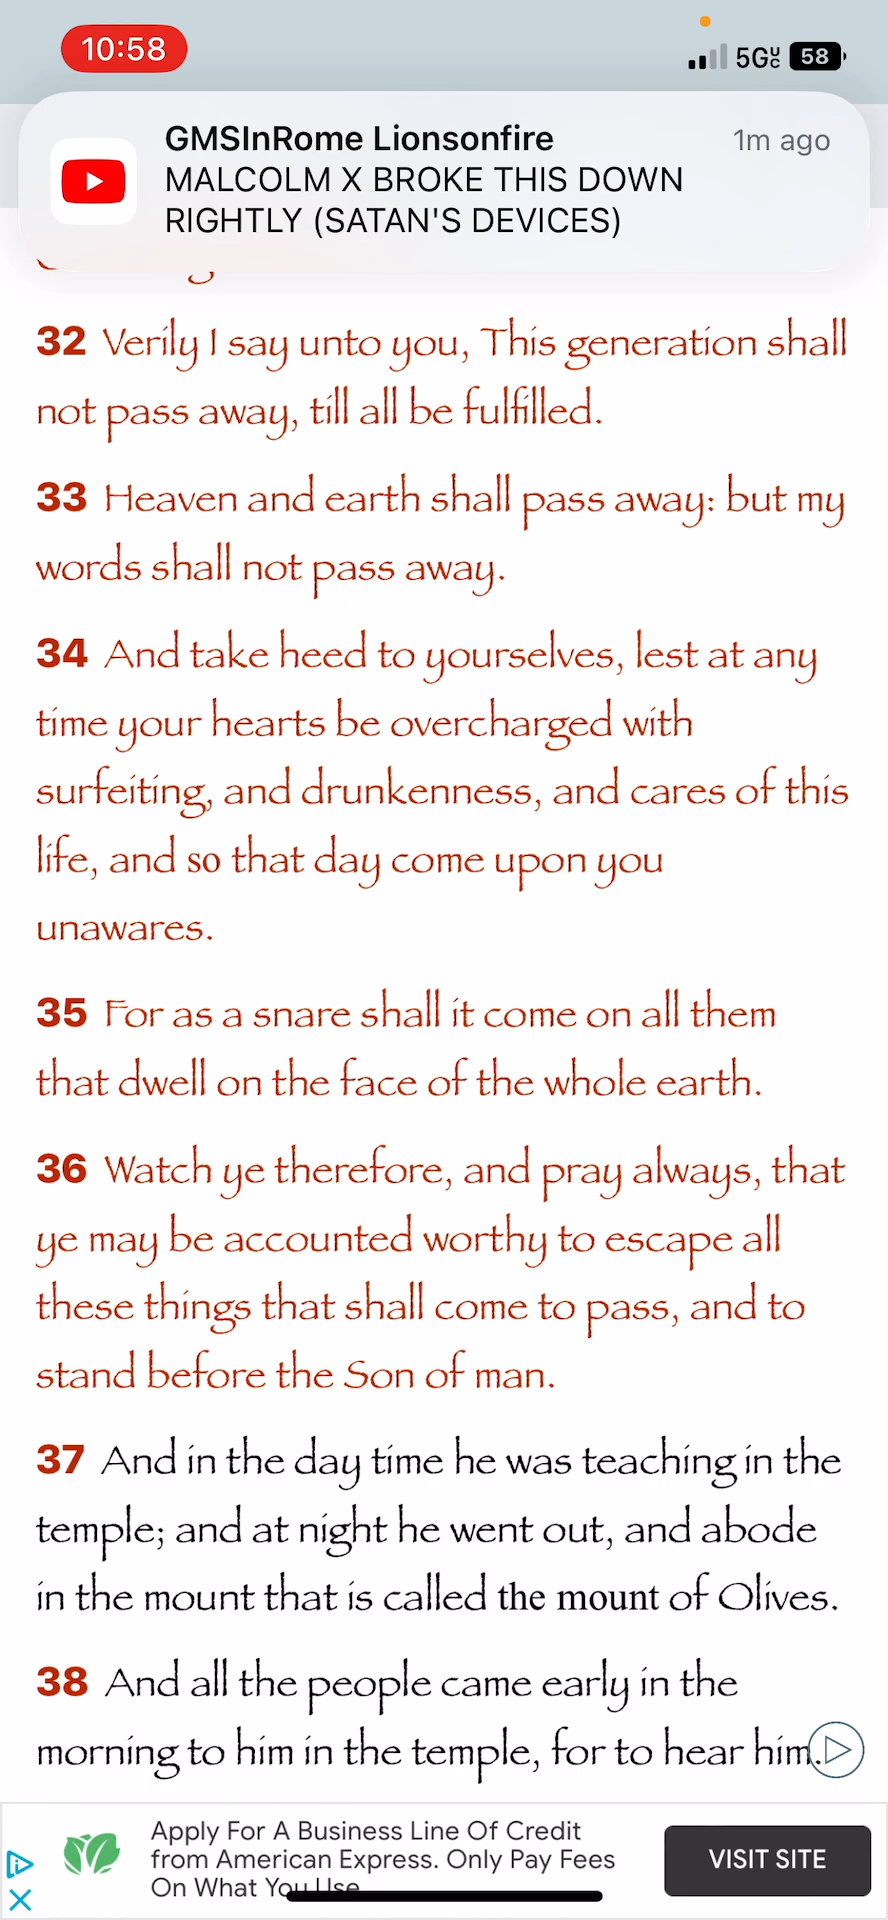 10:58
5G UC 58
GMSInRome Lionsonfire 1m ago
MALCOLM X BROKE THIS DOWN
RIGHTLY (SATAN'S DEVICES)
32 Verily I say unto you, This generation shall
not pass away, till all be fulfilled.
33 Heaven and earth shall pass away: but my
words shall not pass away.
34 And take heed to yourselves, lest at any
time your hearts be overcharged with
surfeiting, and drunkenness, and cares of this
life, and so that day come upon you
unawares.
35 For as a snare shall it come on all them
that dwell on the face of the whole earth.
36 Watch ye therefore, and pray always, that
ye may be accounted worthy to escape all
these things that shall come to pass, and to
stand before the Son of man.
37 And in the day time he was teaching in the
temple; and at night he went out, and abode
in the mount that is called the mount of Olives.
38 And all the people came early in the
morning to him in the temple, for to hear him.
Apply For A Business Line Of Credit
from American Express. Only Pay Fees
On What You Use
VISIT SITE